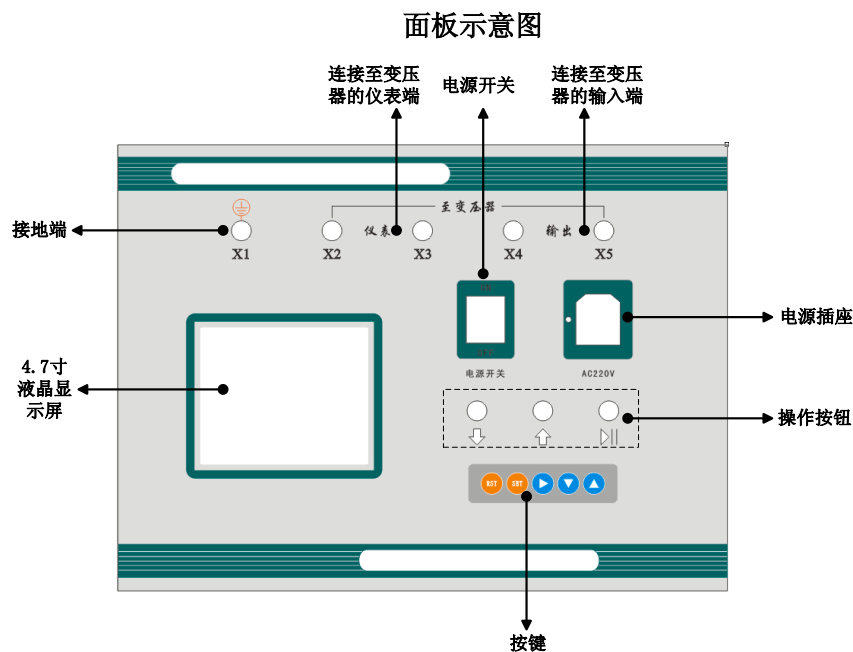 面板示意图
连接至变压
器的仪表端
电源开关
连接至变压
器的输入端
至变压器
接地端
仪表
输出
X1
X2
X3
X4
X5
电源插座
电源开关
AC220V
4.7寸
液晶显
示屏
操作按钮
RST
SET
按键